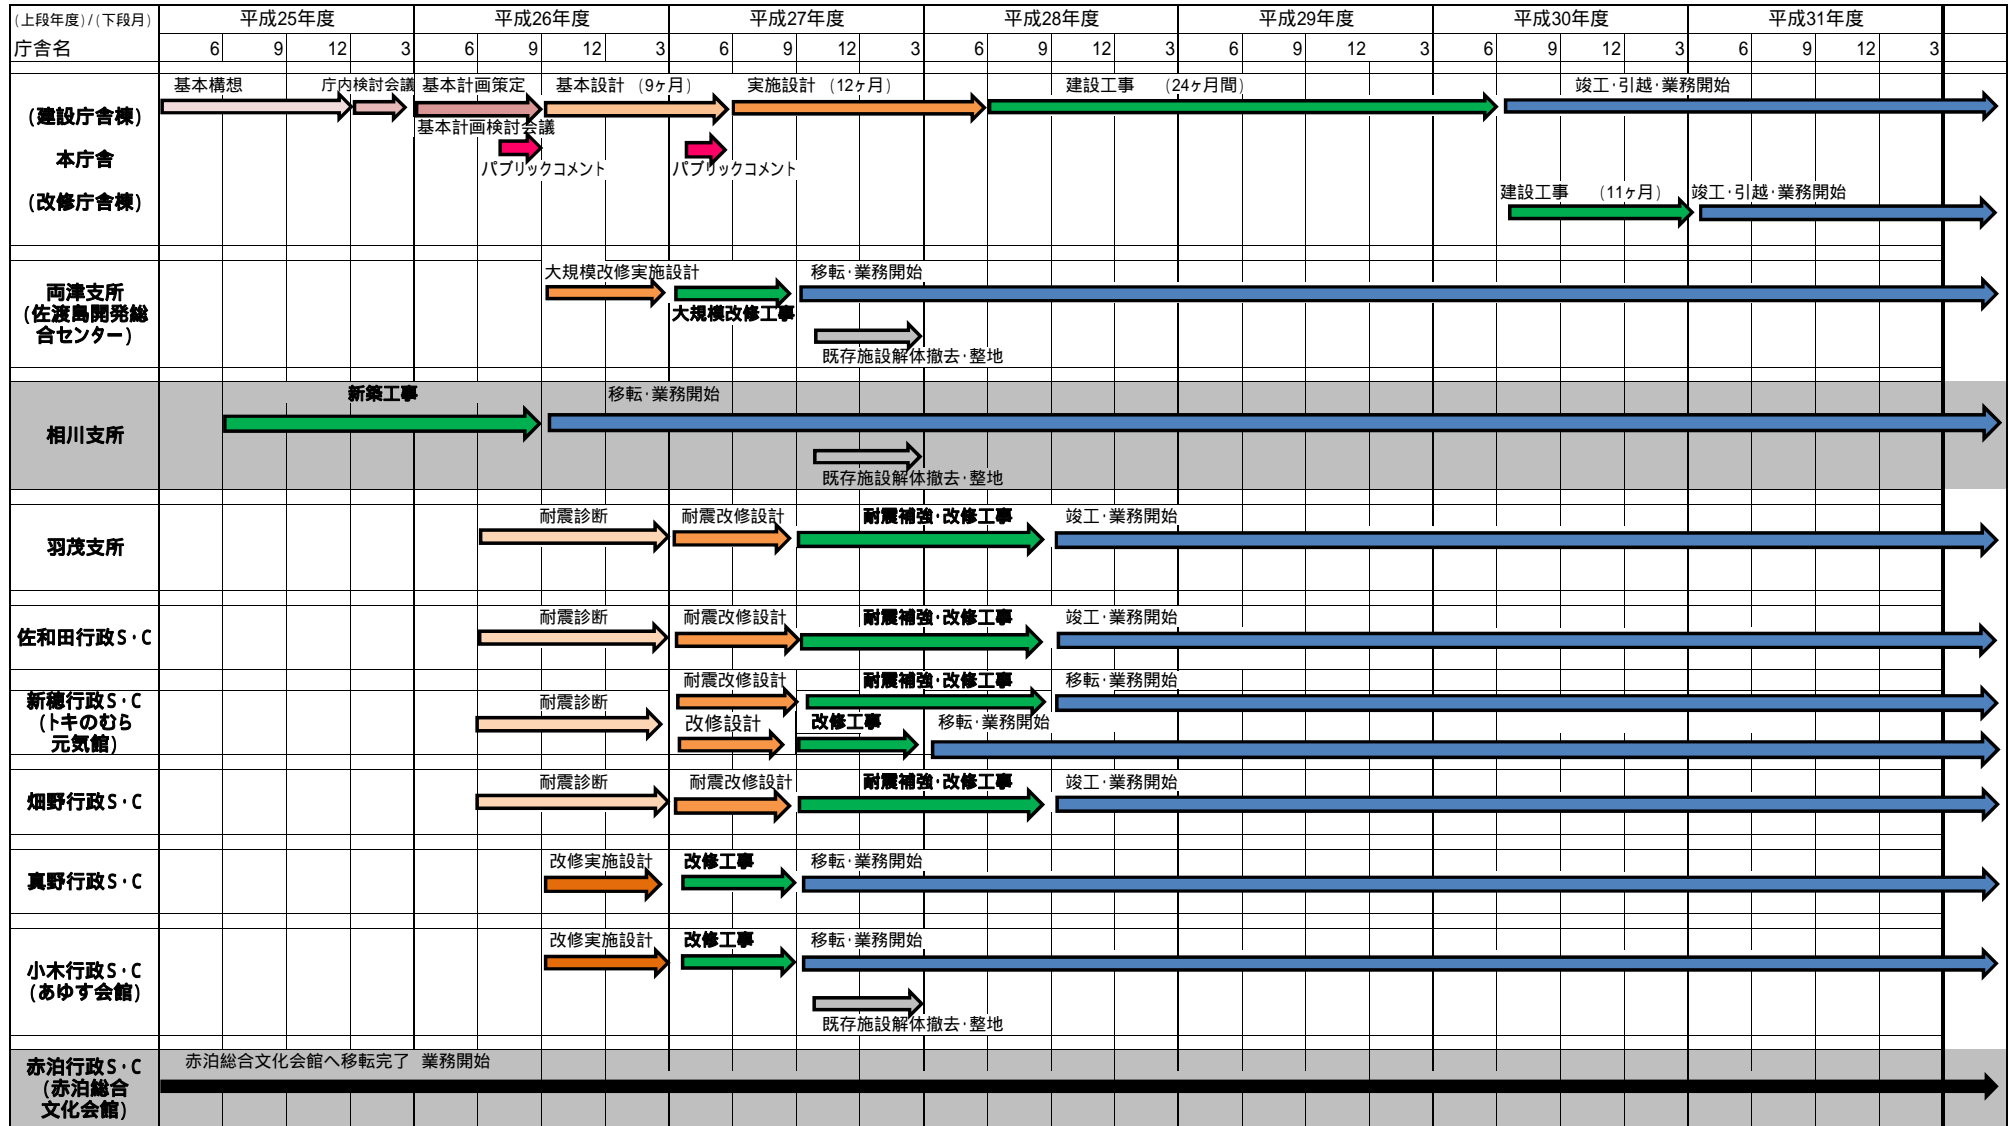 (上段年度)/(下段月) 平成25年度 平成26年度 平成27年度 平成28年度 平成29年度 平成30年度 平成31年度
庁舎名 6 9 12 3 6 9 12 3 6 9 12 3 6 9 12 3 6 9 12 3 6 9 12 3 6 9 12 3
基本構想 庁内検討会議 基本計画策定 基本設計 (9ヶ月) 実施設計 (12ヶ月) 建設工事 (24ヶ月間) 竣工・引越・業務開始
(建設庁舎棟)
基本計画検討会議
本庁舎
パブリックコメント パブリックコメント
(改修庁舎棟)
建設工事 (11ヶ月) 竣工・引越・業務開始
大規模改修実施設計 移転・業務開始
両津支所
(佐渡島開発総
合センター)
大規模改修工事
既存施設解体撤去・整地
新築工事 移転・業務開始
相川支所
既存施設解体撤去・整地
耐震診断 耐震改修設計 耐震補強・改修工事 竣工・業務開始
羽茂支所
耐震診断 耐震改修設計 耐震補強・改修工事 竣工・業務開始
佐和田行政S・C
耐震改修設計 耐震補強・改修工事 移転・業務開始
新穂行政S・C
(トキのむら
元気館)
耐震診断
改修設計 改修工事 移転・業務開始
耐震診断 耐震改修設計 耐震補強・改修工事 竣工・業務開始
畑野行政S・C
改修実施設計 改修工事 移転・業務開始
真野行政S・C
改修実施設計 改修工事 移転・業務開始
小木行政S・C
(あゆす会館)
既存施設解体撤去・整地
赤泊総合文化会館へ移転完了 業務開始
赤泊行政S・C
(赤泊総合
文化会館)